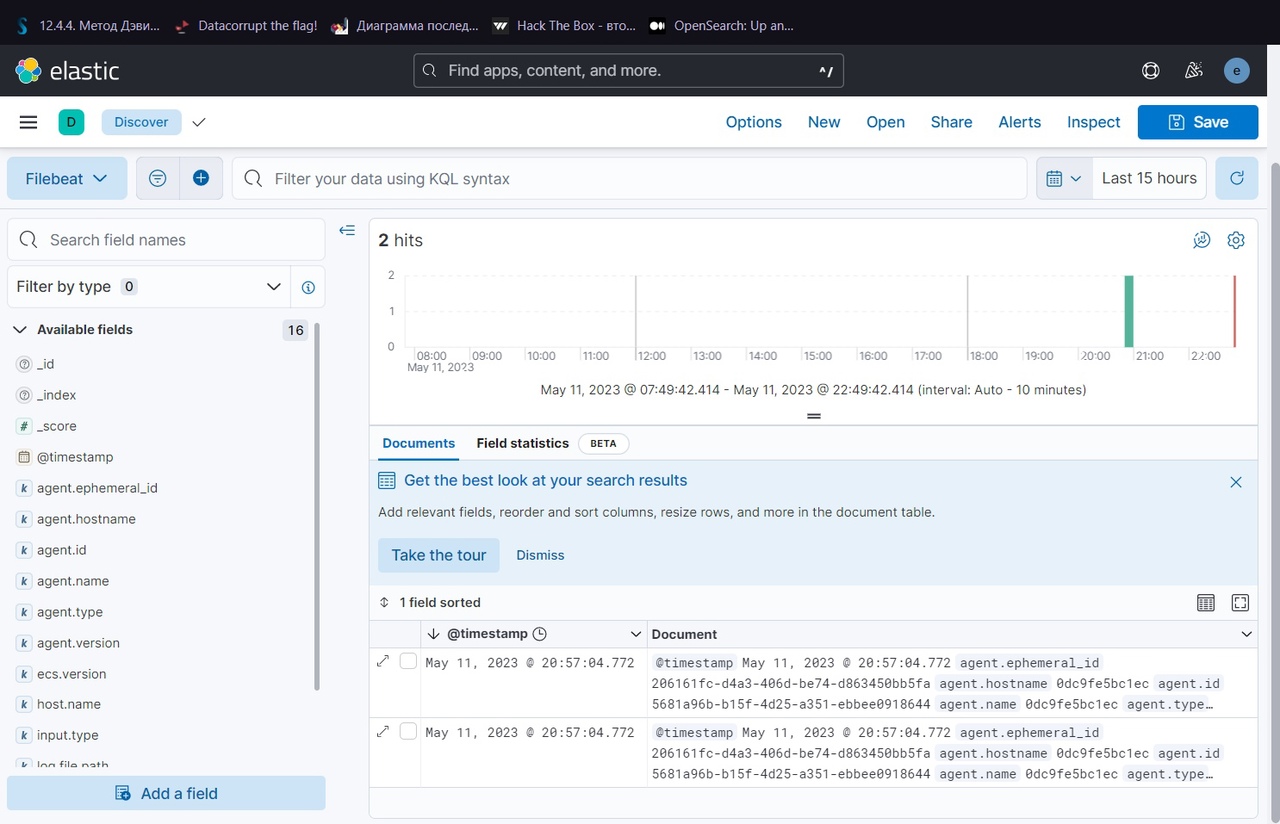 12.4.4. Метод Дэви... Datacorrupt the flag! Диаграмма послед... Hack The Box - вто... OpenSearch: Up an...
elastic Find apps, content, and more. ^/ e
D Discover Options New Open Share Alerts Inspect Save
Filebeat Filter your data using KQL syntax Last 15 hours
Search field names
Filter by type 0
Available fields 16
_id
_index
# _score
@timestamp
k agent.ephemeral_id
k agent.hostname
k agent.id
k agent.name
k agent.type
k agent.version
k ecs.version
k host.name
k input.type
k log.file.path
Add a field
2 hits
2
1
0
08:00 09:00 10:00 11:00 12:00 13:00 14:00 15:00 16:00 17:00 18:00 19:00 20:00 21:00 22:00
May 11, 2023
May 11, 2023 @ 07:49:42.414 - May 11, 2023 @ 22:49:42.414 (interval: Auto - 10 minutes)
Documents Field statistics BETA
Get the best look at your search results
Add relevant fields, reorder and sort columns, resize rows, and more in the document table.
Take the tour Dismiss
1 field sorted
@timestamp Document
May 11, 2023 @ 20:57:04.772 @timestamp May 11, 2023 @ 20:57:04.772 agent.ephemeral_id
206161fc-d4a3-406d-be74-d863450bb5fa agent.hostname 0dc9fe5bc1ec agent.id
5681a96b-b15f-4d25-a351-ebbee0918644 agent.name 0dc9fe5bc1ec agent.type…
May 11, 2023 @ 20:57:04.772 @timestamp May 11, 2023 @ 20:57:04.772 agent.ephemeral_id
206161fc-d4a3-406d-be74-d863450bb5fa agent.hostname 0dc9fe5bc1ec agent.id
5681a96b-b15f-4d25-a351-ebbee0918644 agent.name 0dc9fe5bc1ec agent.type…